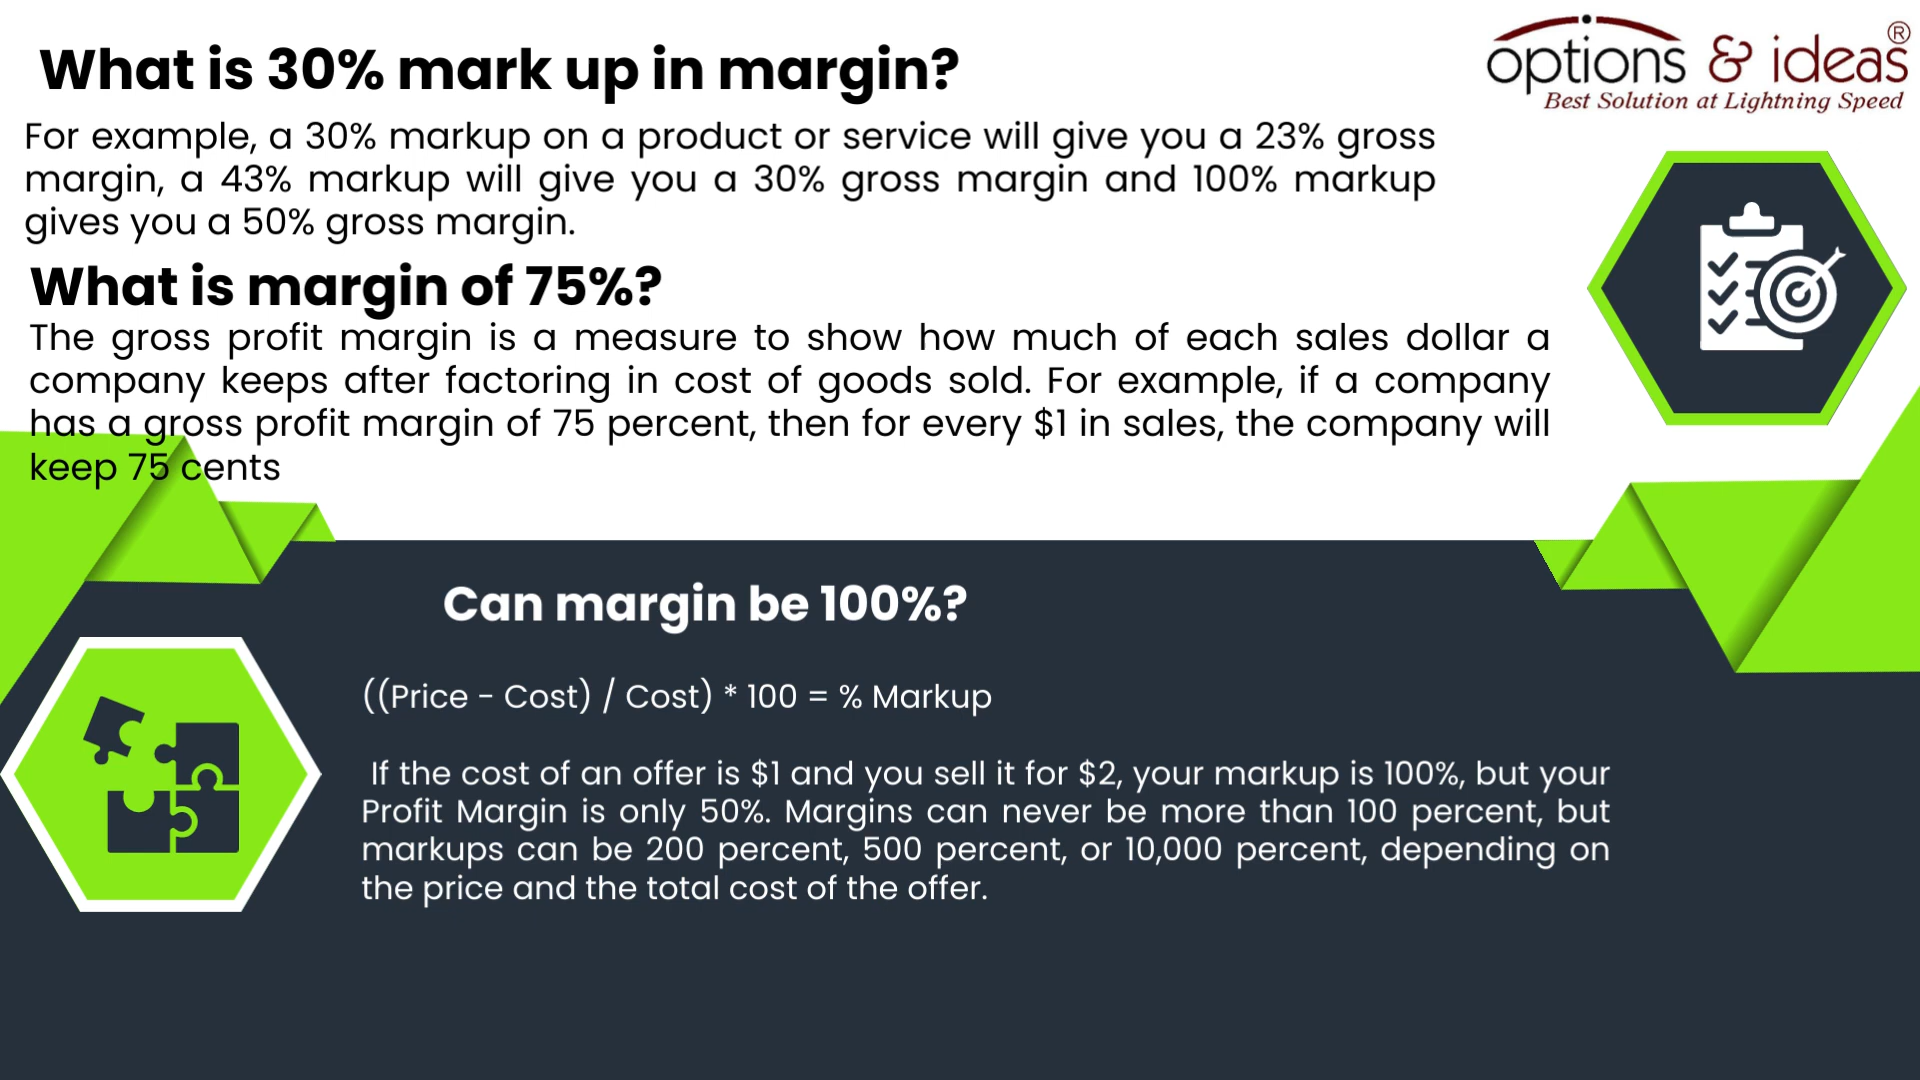 What is 30% mark up in margin?
options & ideas®
Best Solution at Lightning Speed
For example, a 30% markup on a product or service will give you a 23% gross
margin, a 43% markup will give you a 30% gross margin and 100% markup
gives you a 50% gross margin.
What is margin of 75%?
The gross profit margin is a measure to show how much of each sales dollar a
company keeps after factoring in cost of goods sold. For example, if a company
has a gross profit margin of 75 percent, then for every $1 in sales, the company will
keep 75 cents
Can margin be 100%?
((Price - Cost) / Cost) * 100 = % Markup
If the cost of an offer is $1 and you sell it for $2, your markup is 100%, but your
Profit Margin is only 50%. Margins can never be more than 100 percent, but
markups can be 200 percent, 500 percent, or 10,000 percent, depending on
the price and the total cost of the offer.